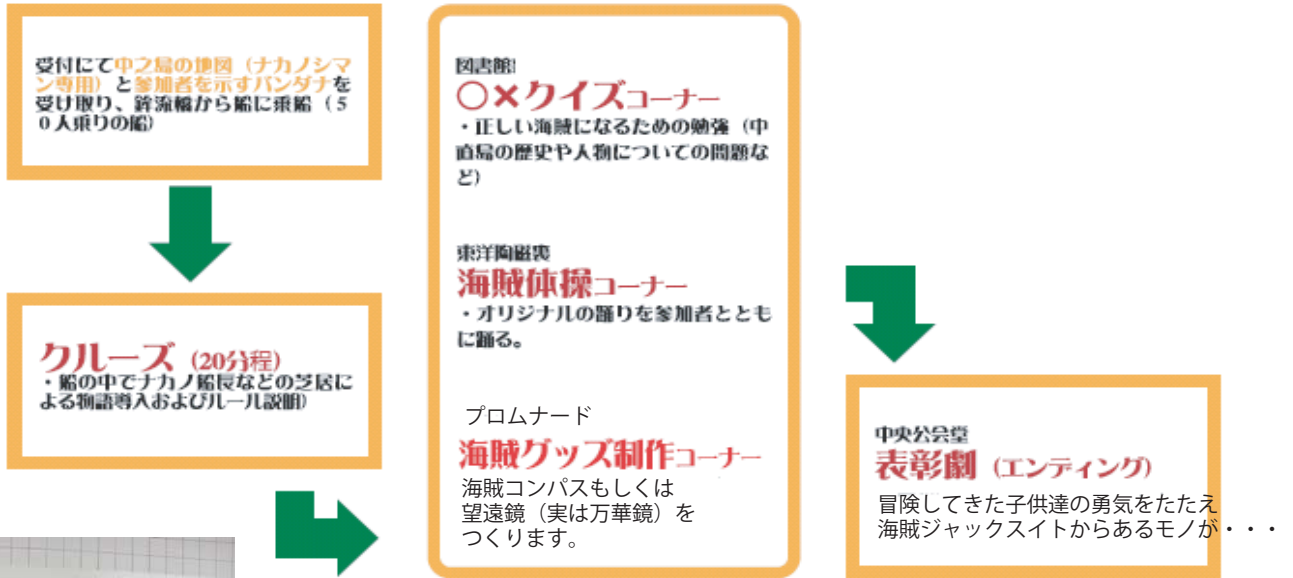 受付にて中之島の地図（ナカノシマ
ン専用）と参加者を示すバンダナを
受け取り、鉾流橋から船に乗船（５
０人乗りの船）
クルーズ（20分程）
・船の中でナカノ船長などの芝居に
よる物語導入およびルール説明）
図書館
○×クイズコーナー
・正しい海賊になるための勉強（中
直島の歴史や人物についての問題な
ど）
東洋陶磁裏
海賊体操コーナー
・オリジナルの踊りを参加者ととも
に踊る。
プロムナード
海賊グッズ制作コーナー
海賊コンパスもしくは
望遠鏡（実は万華鏡）を
つくります。
中央公会堂
表彰劇（エンティング）
冒険してきた子供達の勇気をたたえ
海賊ジャックスイトからあるモノが・・・